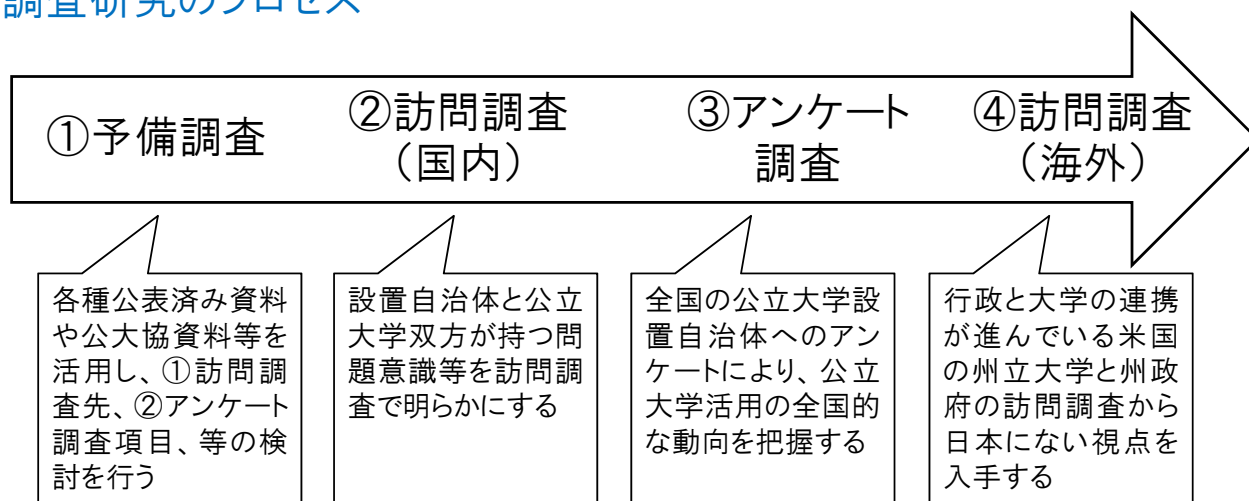 調査研究のプロセス
①予備調査
②訪問調査
（国内）
③アンケート
調査
④訪問調査
（海外）
各種公表済み資料
や公大協資料等を
活用し、①訪問調
査先、②アンケート
調査項目、等の検
討を行う
設置自治体と公立
大学双方が持つ問
題意識等を訪問調
査で明らかにする
全国の公立大学設
置自治体へのアン
ケートにより、公立
大学活用の全国的
な動向を把握する
行政と大学の連携
が進んでいる米国
の州立大学と州政
府の訪問調査から
日本にない視点を
入手する